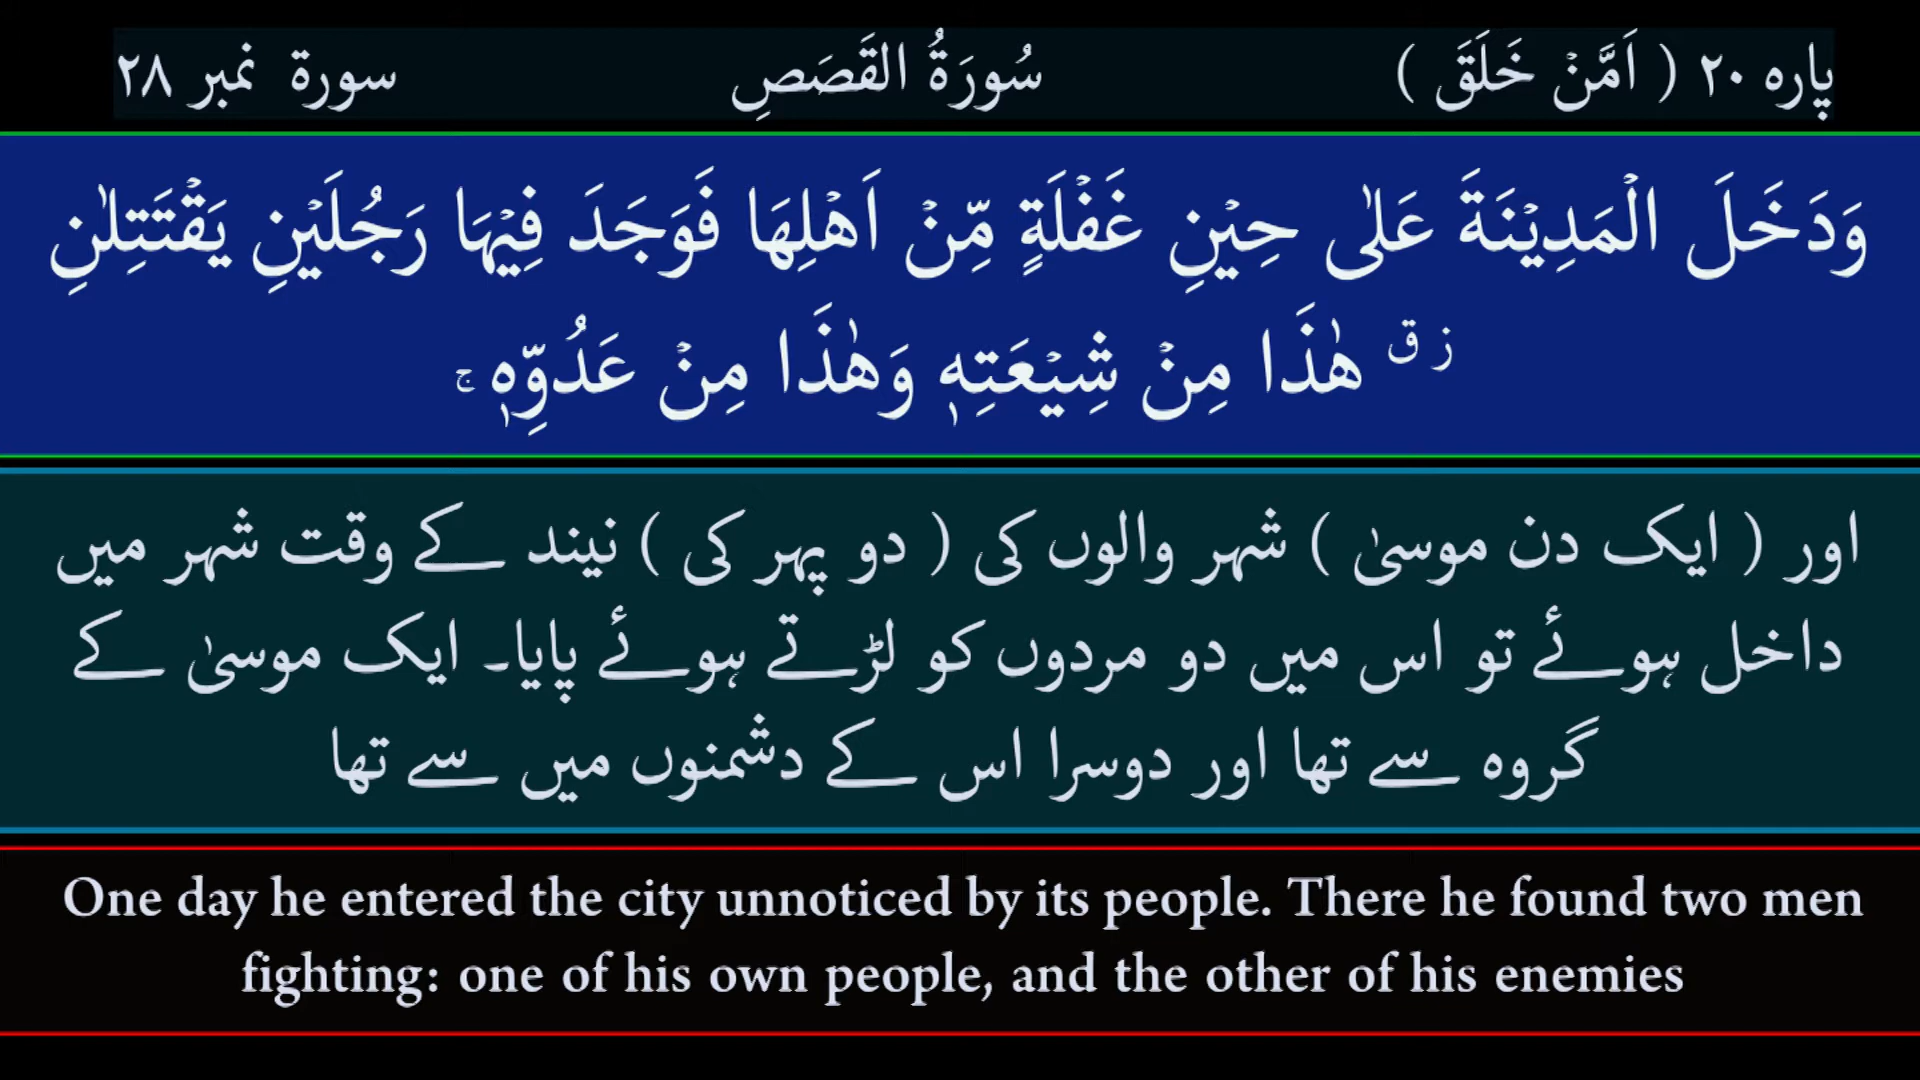 پارہ ۲۰ ( اَمَّنۡ خَلَقَ ) سُورَةُ القَصَصِ سورۃ نمبر ۲۸
وَدَخَلَ الۡمَدِيۡنَةَ عَلٰى حِيۡنِ غَفۡلَةٍ مِّنۡ اَهۡلِهَا فَوَجَدَ فِيۡهَا رَجُلَيۡنِ يَقۡتَتِلٰنِ
ز ق هٰذَا مِنۡ شِيۡعَتِهٖ وَهٰذَا مِنۡ عَدُوِّهٖ‌ ۚ
اور ( ایک دن موسیٰ ) شہر والوں کی ( دو پہر کی ) نیند کے وقت شہر میں
داخل ہوئے تو اس میں دو مردوں کو لڑتے ہوئے پایا۔ ایک موسیٰ کے
گروہ سے تھا اور دوسرا اس کے دشمنوں میں سے تھا
One day he entered the city unnoticed by its people. There he found two men
fighting: one of his own people, and the other of his enemies